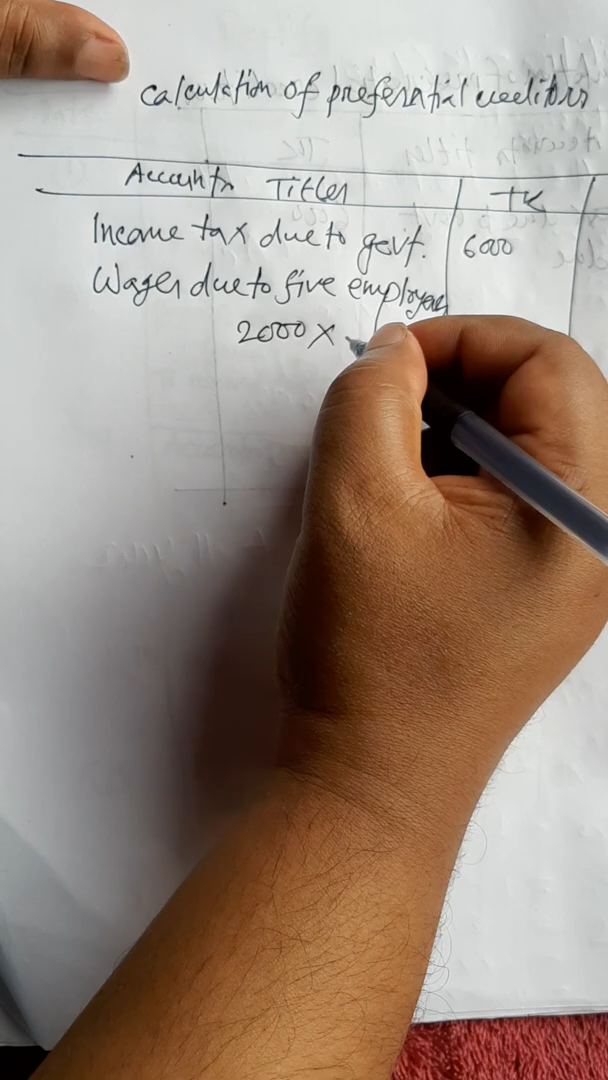 calculation of preferential creditors
Accounts Titles TK
Income tax due to govt. 6000
Wages due to five employees
2000 X